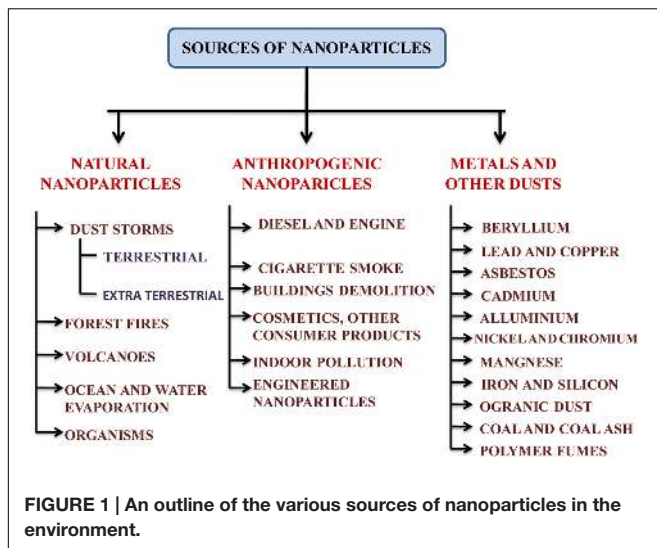 SOURCES OF NANOPARTICLES
NATURAL
NANOPARTICLES
DUST STORMS
TERRESTRIAL
EXTRA TERRESTRIAL
FOREST FIRES
VOLCANOES
OCEAN AND WATER
EVAPORATION
ORGANISMS
ANTHROPOGENIC
NANOPARICLES
DIESEL AND ENGINE
CIGARETTE SMOKE
BUILDINGS DEMOLITION
COSMETICS, OTHER
CONSUMER PRODUCTS
INDOOR POLLUTION
ENGINEERED
NANOPARTICLES
METALS AND
OTHER DUSTS
BERYLLIUM
LEAD AND COPPER
ASBESTOS
CADMIUM
ALLUMINIUM
NICKEL AND CHROMIUM
MANGNESE
IRON AND SILICON
OGRANIC DUST
COAL AND COAL ASH
POLYMER FUMES
FIGURE 1 | An outline of the various sources of nanoparticles in the
environment.